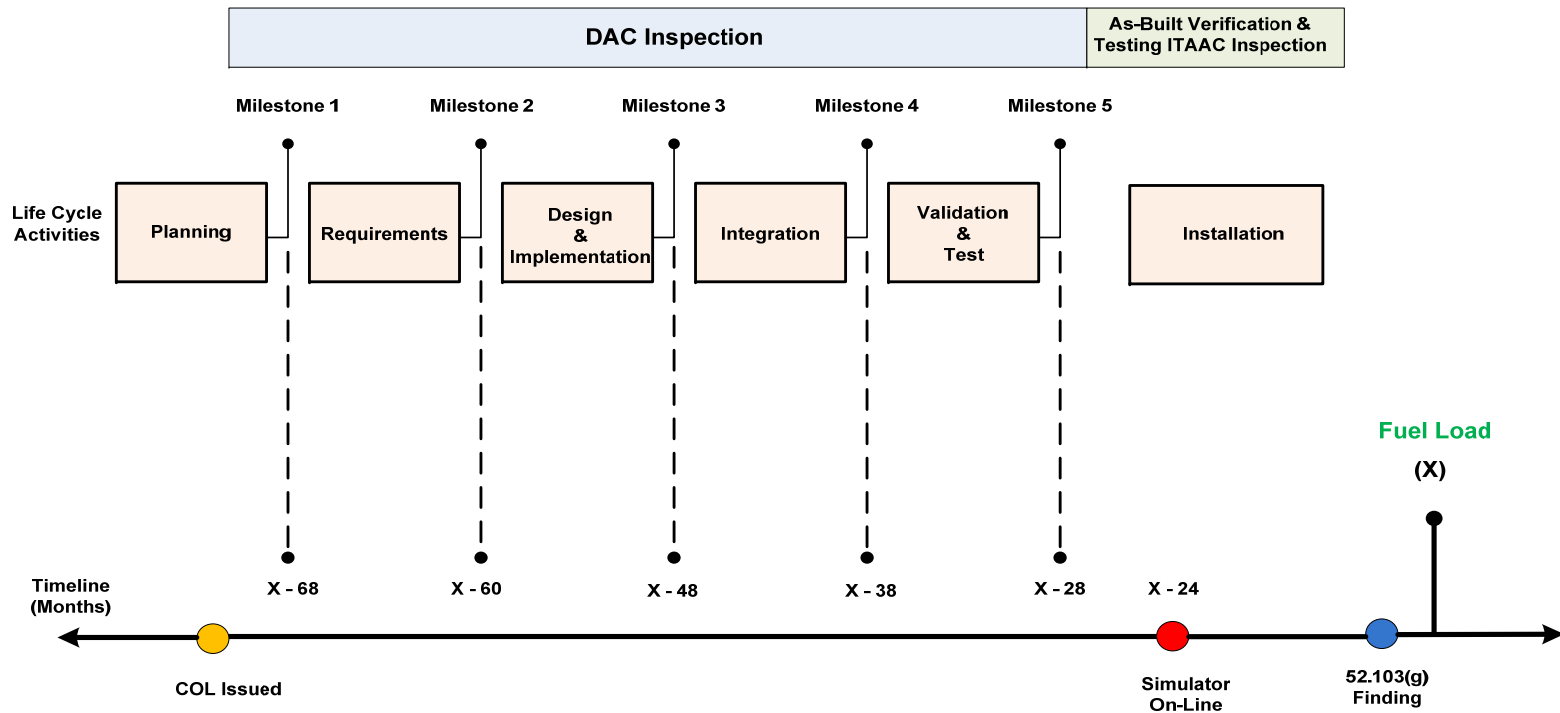 DAC Inspection
As-Built Verification &
Testing ITAAC Inspection
Milestone 1
Milestone 2
Milestone 3
Milestone 4
Milestone 5
Life Cycle
Activities
Planning
Requirements
Design
&
Implementation
Integration
Validation
&
Test
Installation
Fuel Load
(X)
Timeline
(Months)
X - 68
X - 60
X - 48
X - 38
X - 28
X - 24
COL Issued
Simulator
On-Line
52.103(g)
Finding